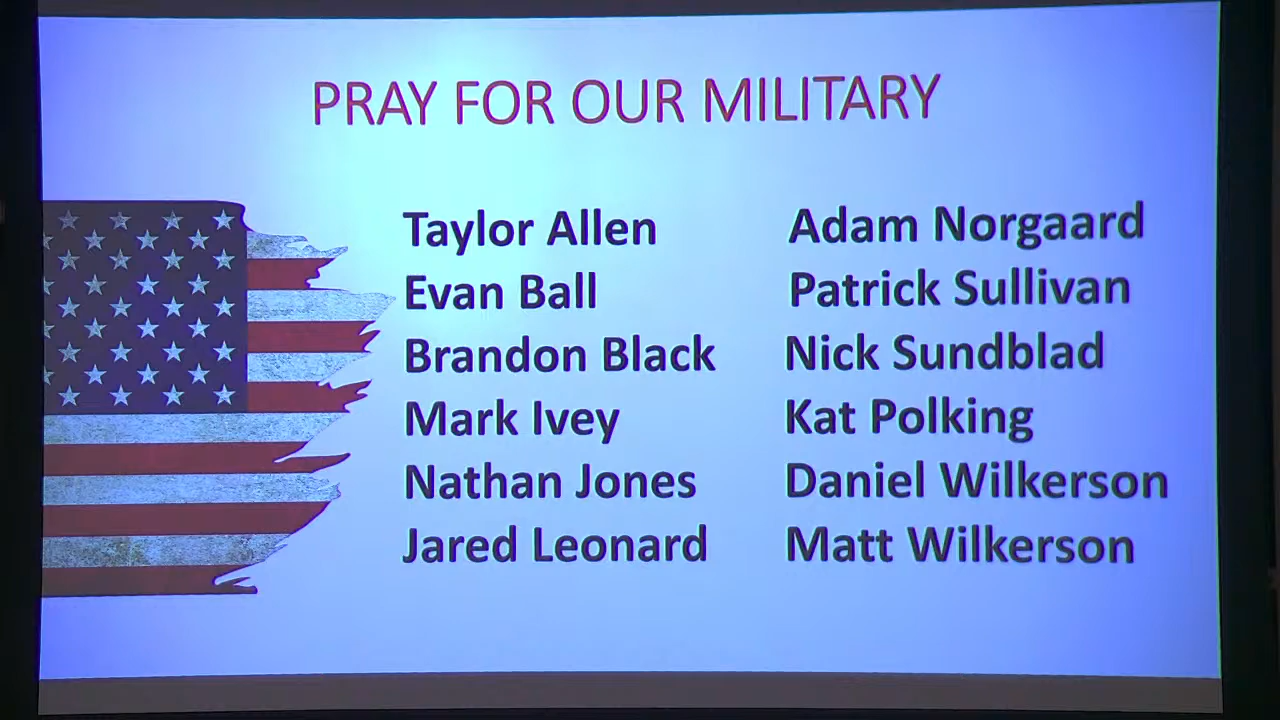 PRAY FOR OUR MILITARY
Taylor Allen
Evan Ball
Brandon Black
Mark Ivey
Nathan Jones
Jared Leonard
Adam Norgaard
Patrick Sullivan
Nick Sundblad
Kat Polking
Daniel Wilkerson
Matt Wilkerson